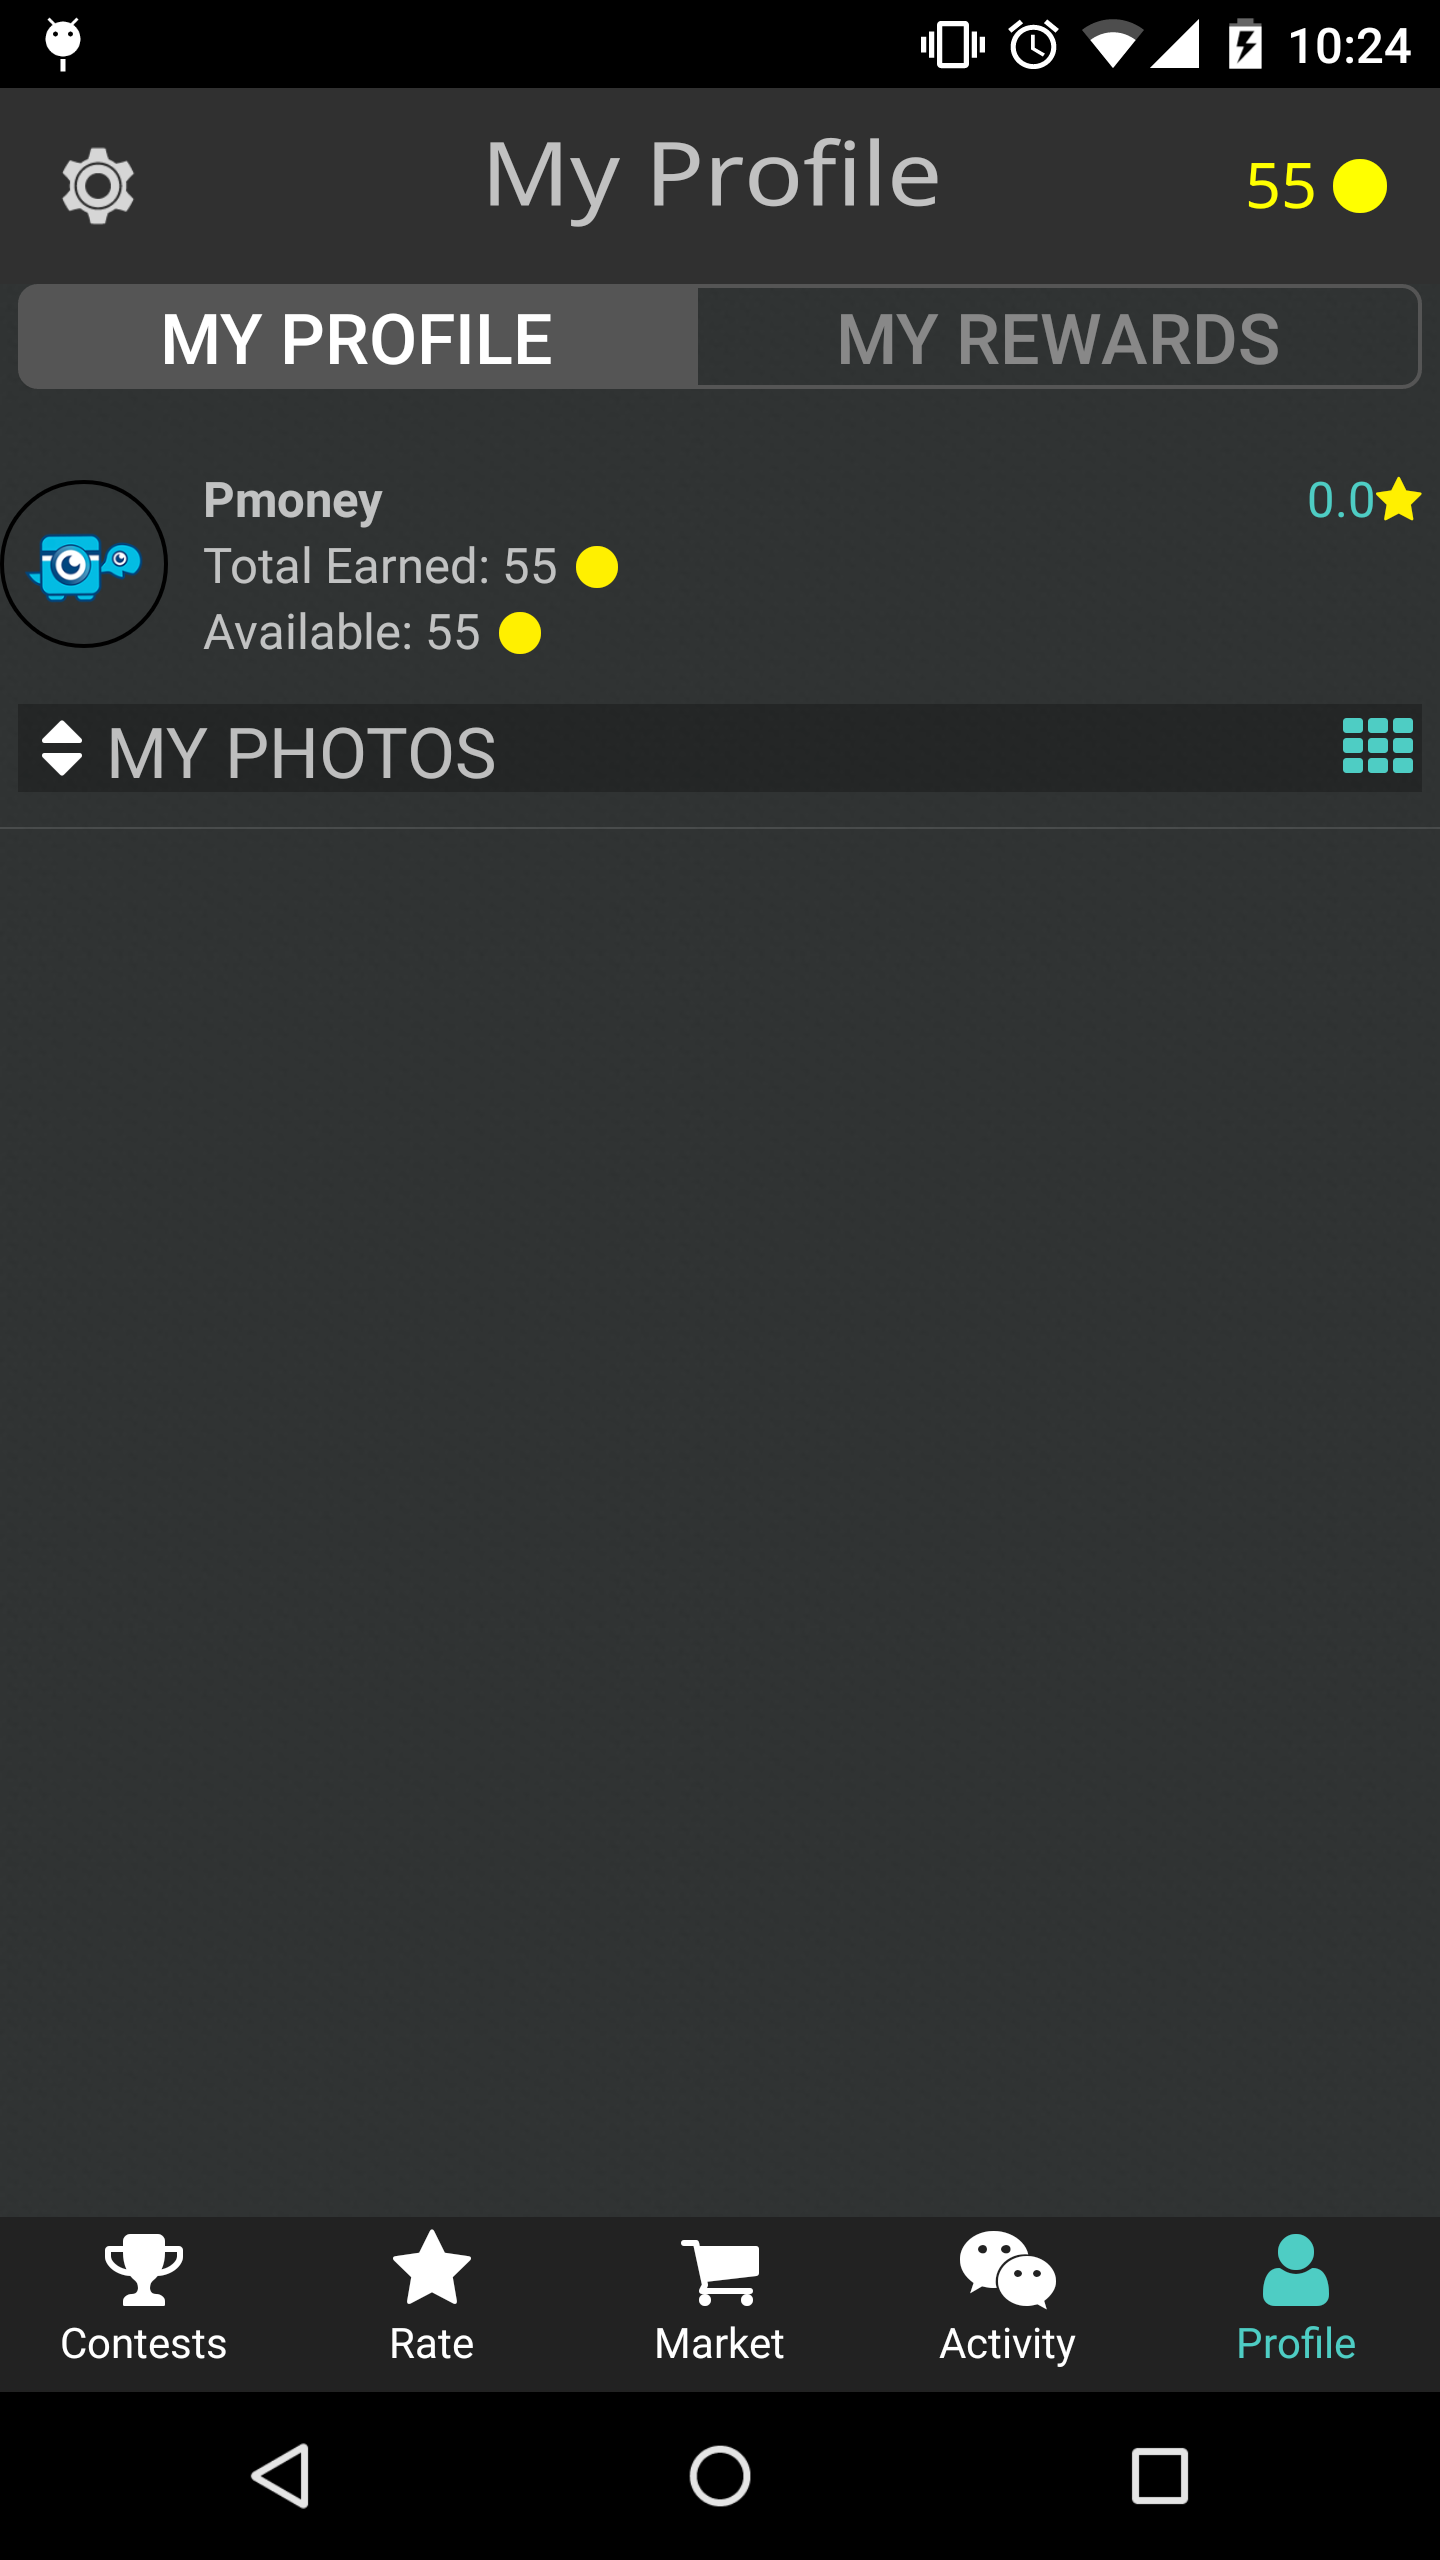 10:24
My Profile
55
MY PROFILE
MY REWARDS
Pmoney
0.0
Total Earned: 55
Available: 55
MY PHOTOS
Contests
Rate
Market
Activity
Profile